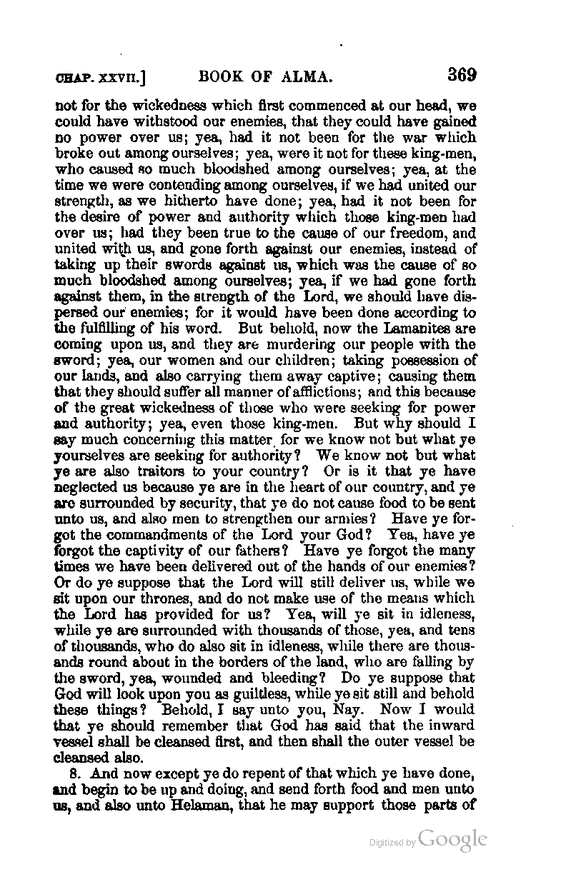 CHAP. XXVII.] BOOK OF ALMA. 369
not for the wickedness which first commenced at our head, we
could have withstood our enemies, that they could have gained
no power over us; yea, had it not been for the war which
broke out among ourselves; yea, were it not for these king-men,
who caused so much bloodshed among ourselves; yea, at the
time we were contending among ourselves, if we had united our
strength, as we hitherto have done; yea, had it not been for
the desire of power and authority which those king-men had
over us; had they been true to the cause of our freedom, and
united with us, and gone forth against our enemies, instead of
taking up their swords against us, which was the cause of so
much bloodshed among ourselves; yea, if we had gone forth
against them, in the strength of the Lord, we should have dis-
persed our enemies; for it would have been done according to
the fulfilling of his word. But behold, now the Lamanites are
coming upon us, and they are murdering our people with the
sword; yea, our women and our children; taking possession of
our lands, and also carrying them away captive; causing them
that they should suffer all manner of afflictions; and this because
of the great wickedness of those who were seeking for power
and authority; yea, even those king-men. But why should I
say much concerning this matter, for we know not but what ye
yourselves are seeking for authority? We know not but what
ye are also traitors to your country? Or is it that ye have
neglected us because ye are in the heart of our country, and ye
are surrounded by security, that ye do not cause food to be sent
unto us, and also men to strengthen our armies? Have ye for-
got the commandments of the Lord your God? Yea, have ye
forgot the captivity of our fathers? Have ye forgot the many
times we have been delivered out of the hands of our enemies?
Or do ye suppose that the Lord will still deliver us, while we
sit upon our thrones, and do not make use of the means which
the Lord has provided for us? Yea, will ye sit in idleness,
while ye are surrounded with thousands of those, yea, and tens
of thousands, who do also sit in idleness, while there are thous-
ands round about in the borders of the land, who are falling by
the sword, yea, wounded and bleeding? Do ye suppose that
God will look upon you as guiltless, while ye sit still and behold
these things? Behold, I say unto you, Nay. Now I would
that ye should remember that God has said that the inward
vessel shall be cleansed first, and then shall the outer vessel be
cleansed also.
8. And now except ye do repent of that which ye have done,
and begin to be up and doing, and send forth food and men unto
us, and also unto Helaman, that he may support those parts of
Digitized by Google